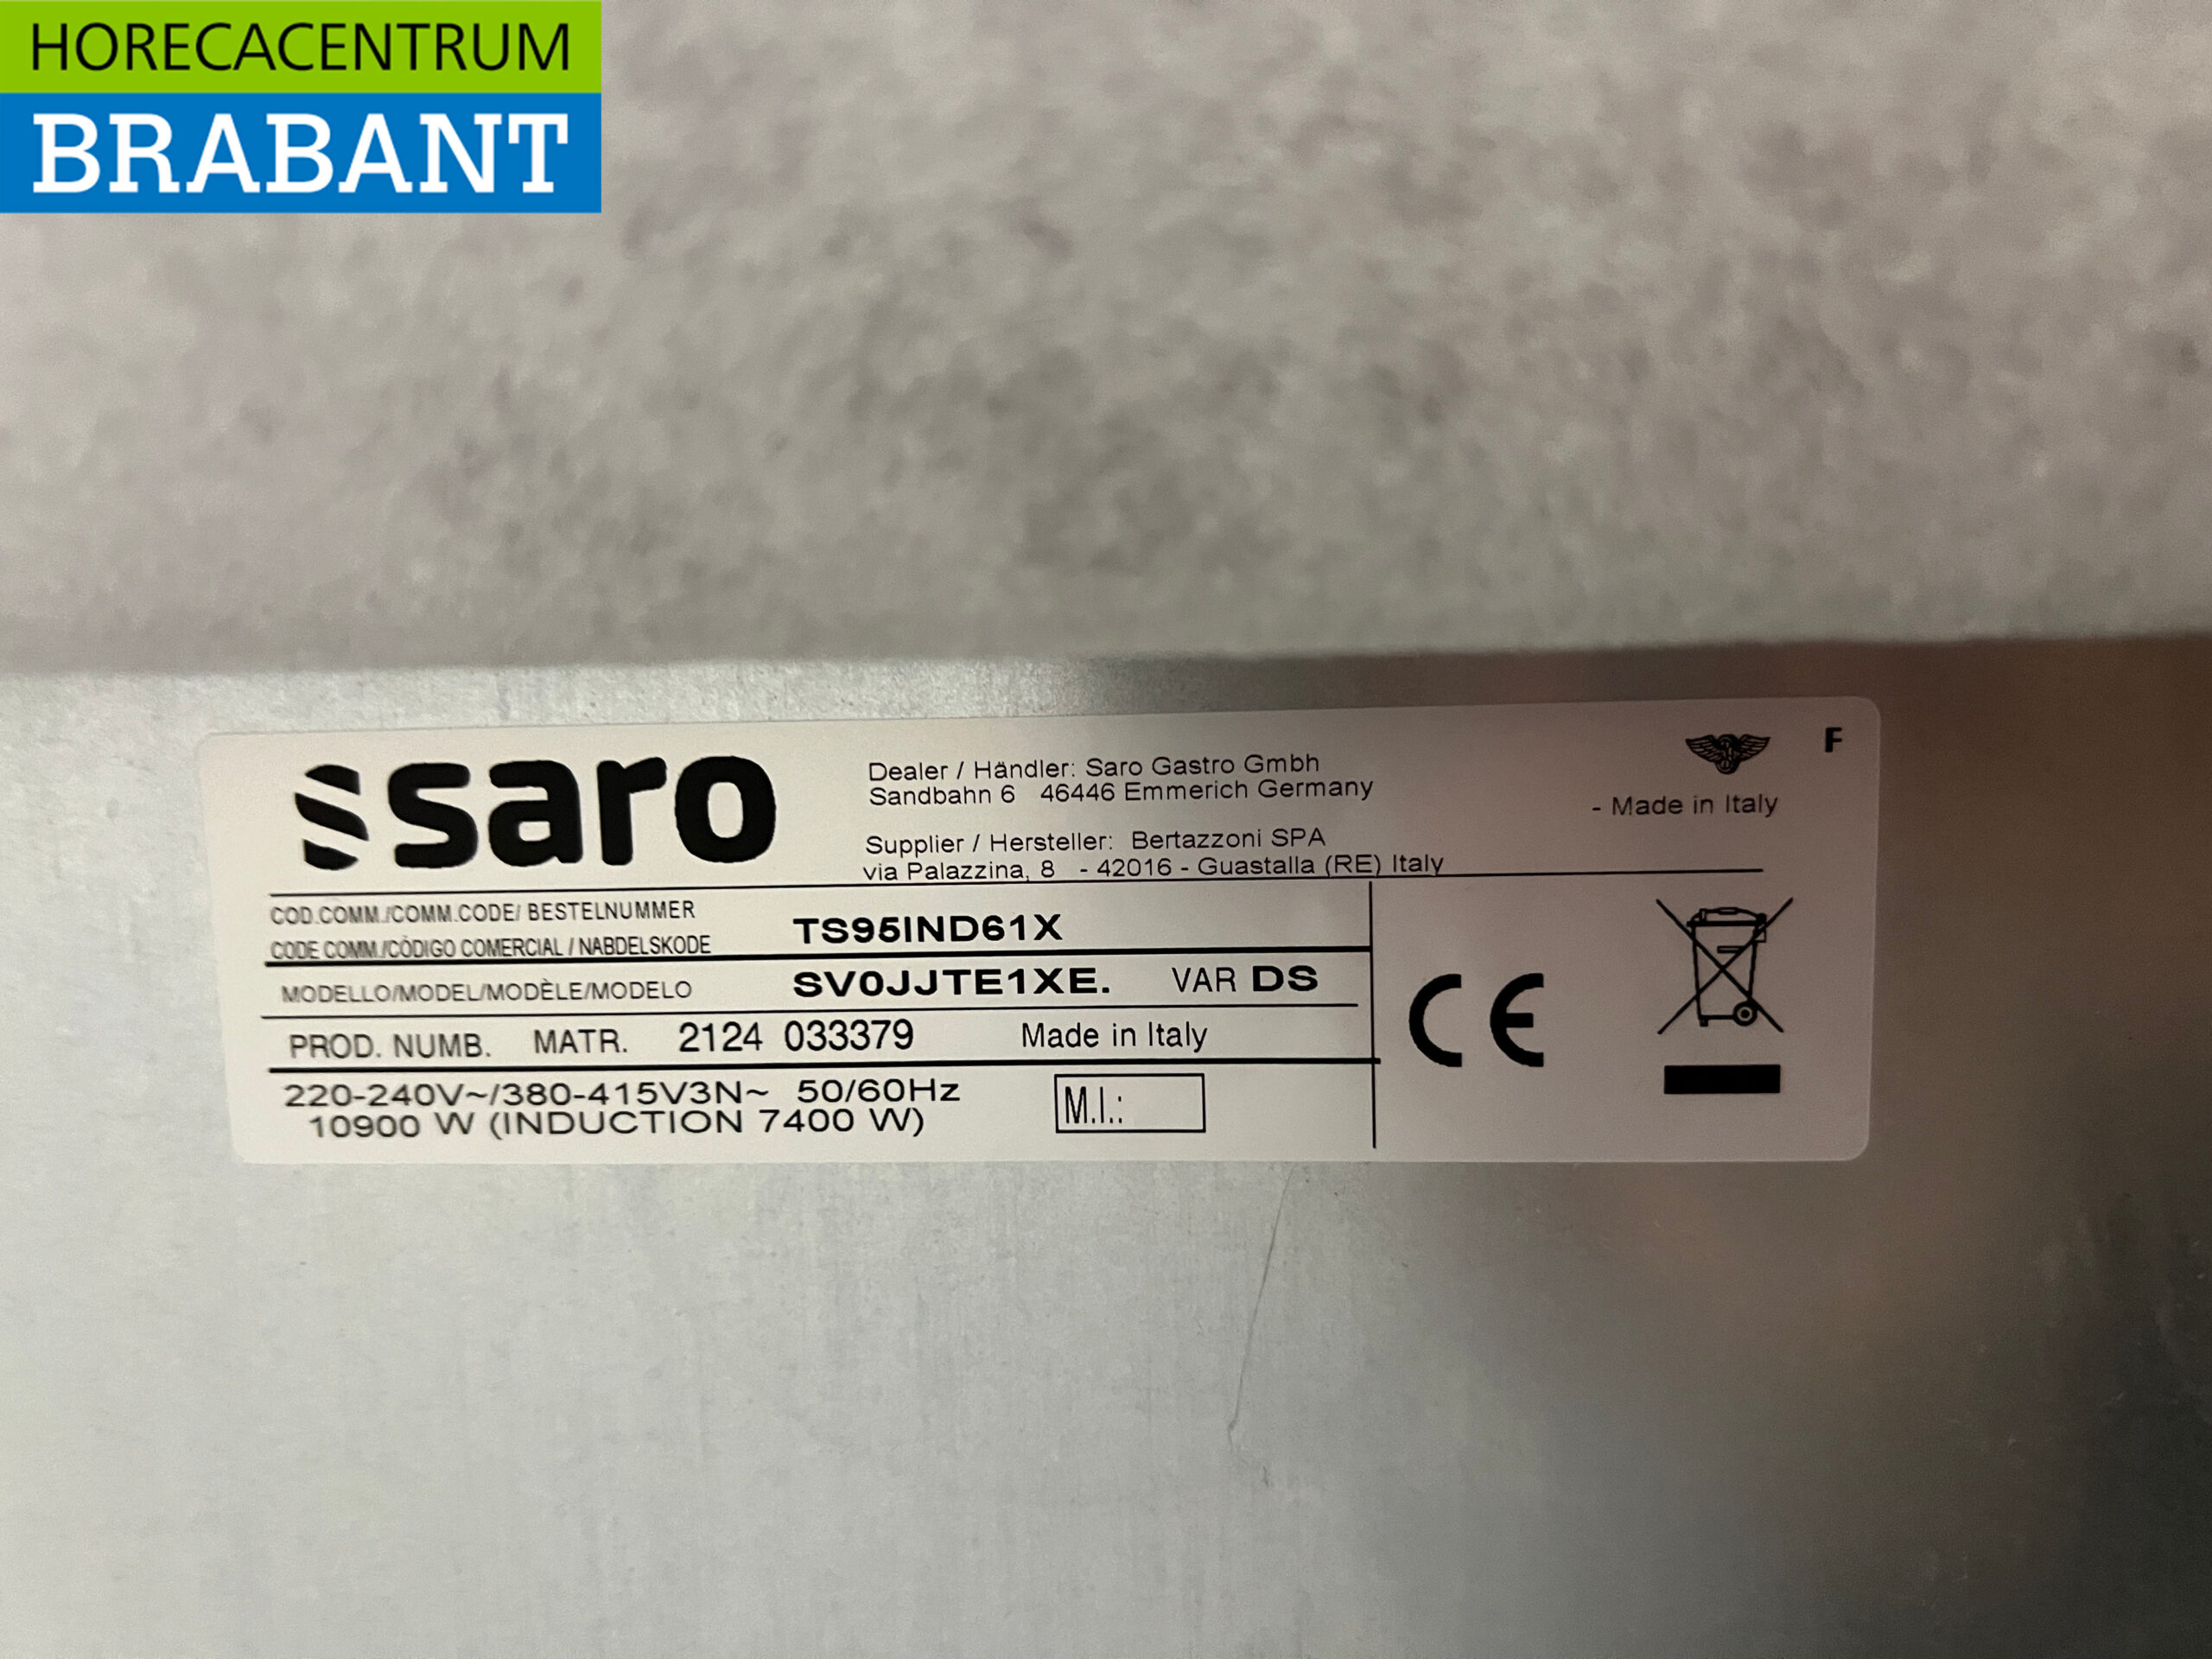 HORECACENTRUM
BRABANT
saro
Dealer / Händler: Saro Gastro Gmbh
Sandbahn 6 46446 Emmerich Germany
Supplier / Hersteller: Bertazzoni SPA
via Palazzina, 8 - 42016 - Guastalla (RE) Italy
F
- Made in Italy
COD.COMM./COMM.CODE/ BESTELNUMMER
CODE COMM./CÓDIGO COMERCIAL / NABDELSKODE
TS95IND61X
MODELLO/MODEL/MODÈLE/MODELO SV0JJTE1XE. VAR DS
PROD. NUMB. MATR. 2124 033379 Made in Italy
220-240V~/380-415V3N~ 50/60Hz
10900 W (INDUCTION 7400 W)
M.I.:
CE